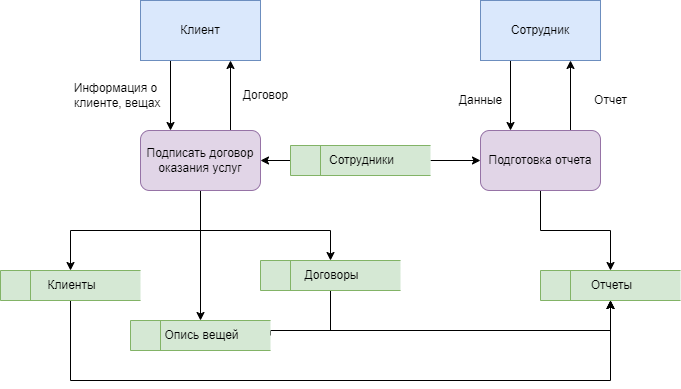 Клиент
Сотрудник
Информация о
клиенте, вещах
Договор
Данные
Отчет
Подписать договор
оказания услуг
Сотрудники
Подготовка отчета
Клиенты
Договоры
Отчеты
Опись вещей